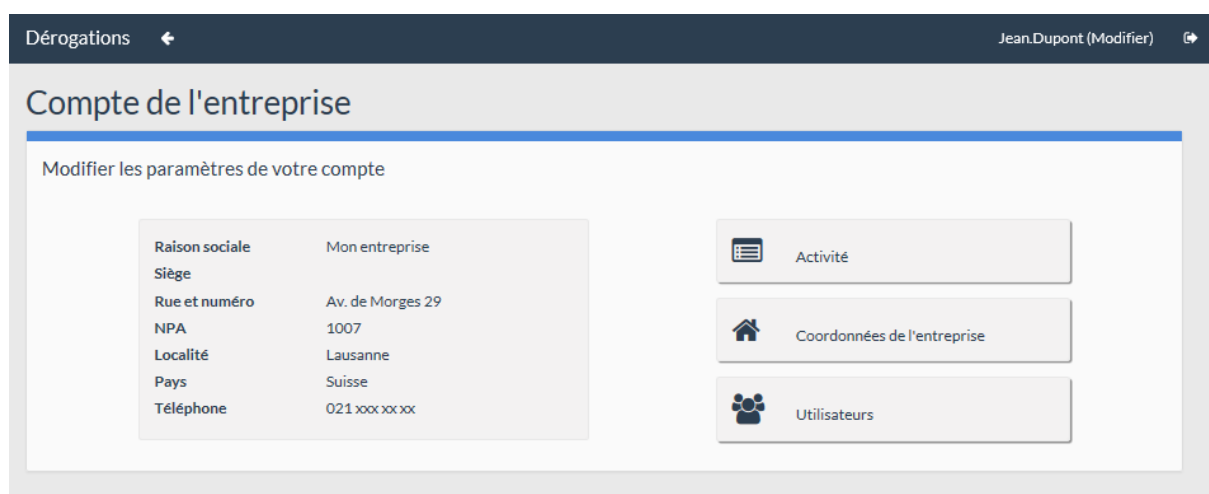 Dérogations
Jean.Dupont (Modifier)
Compte de l'entreprise
Modifier les paramètres de votre compte
Raison sociale Mon entreprise
Siège
Rue et numéro Av. de Morges 29
NPA 1007
Localité Lausanne
Pays Suisse
Téléphone 021 xxx xx xx
Activité
Coordonnées de l'entreprise
Utilisateurs